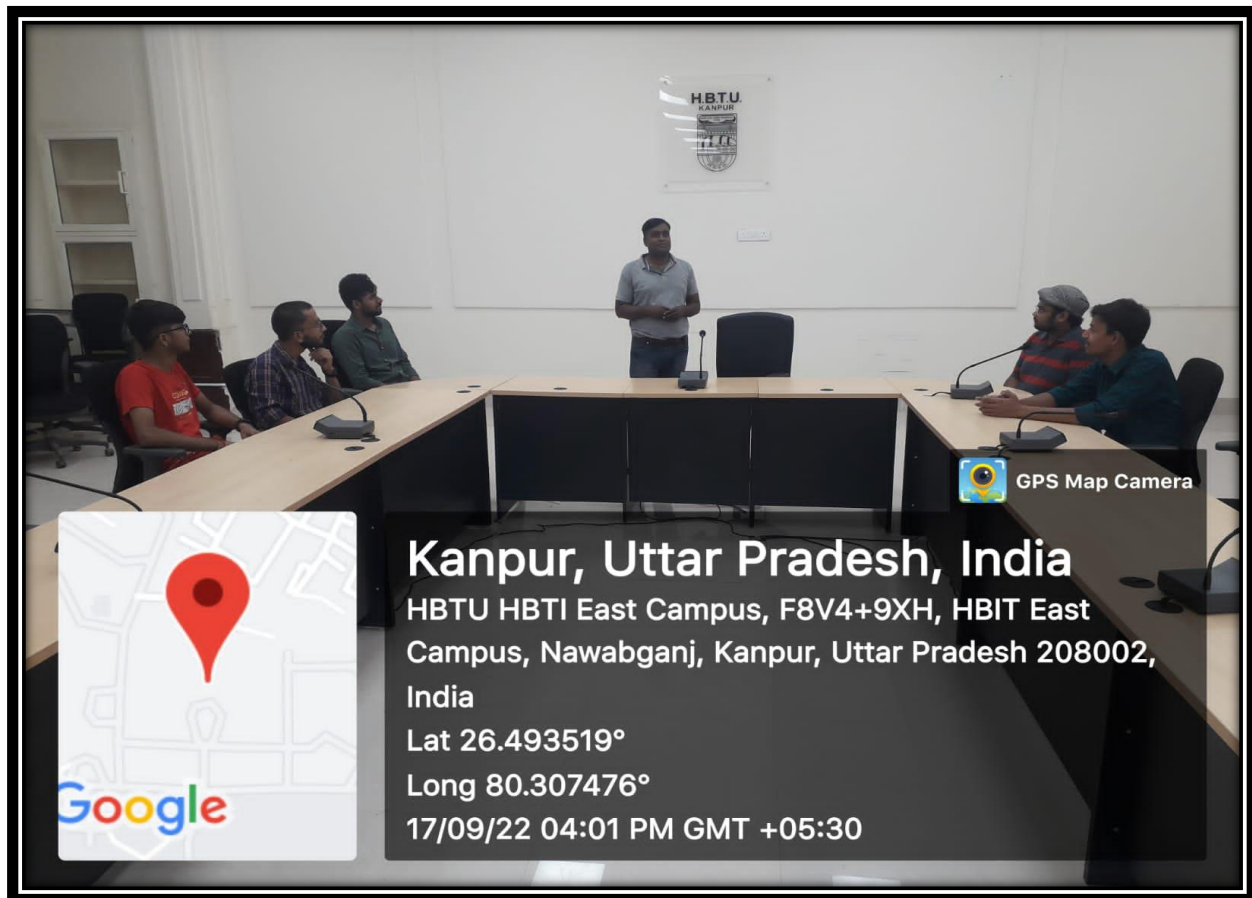 H.B.T.U.
KANPUR
GPS Map Camera
Kanpur, Uttar Pradesh, India
HBTU HBTI East Campus, F8V4+9XH, HBIT East
Campus, Nawabganj, Kanpur, Uttar Pradesh 208002,
India
Lat 26.493519°
Long 80.307476°
17/09/22 04:01 PM GMT +05:30
Google